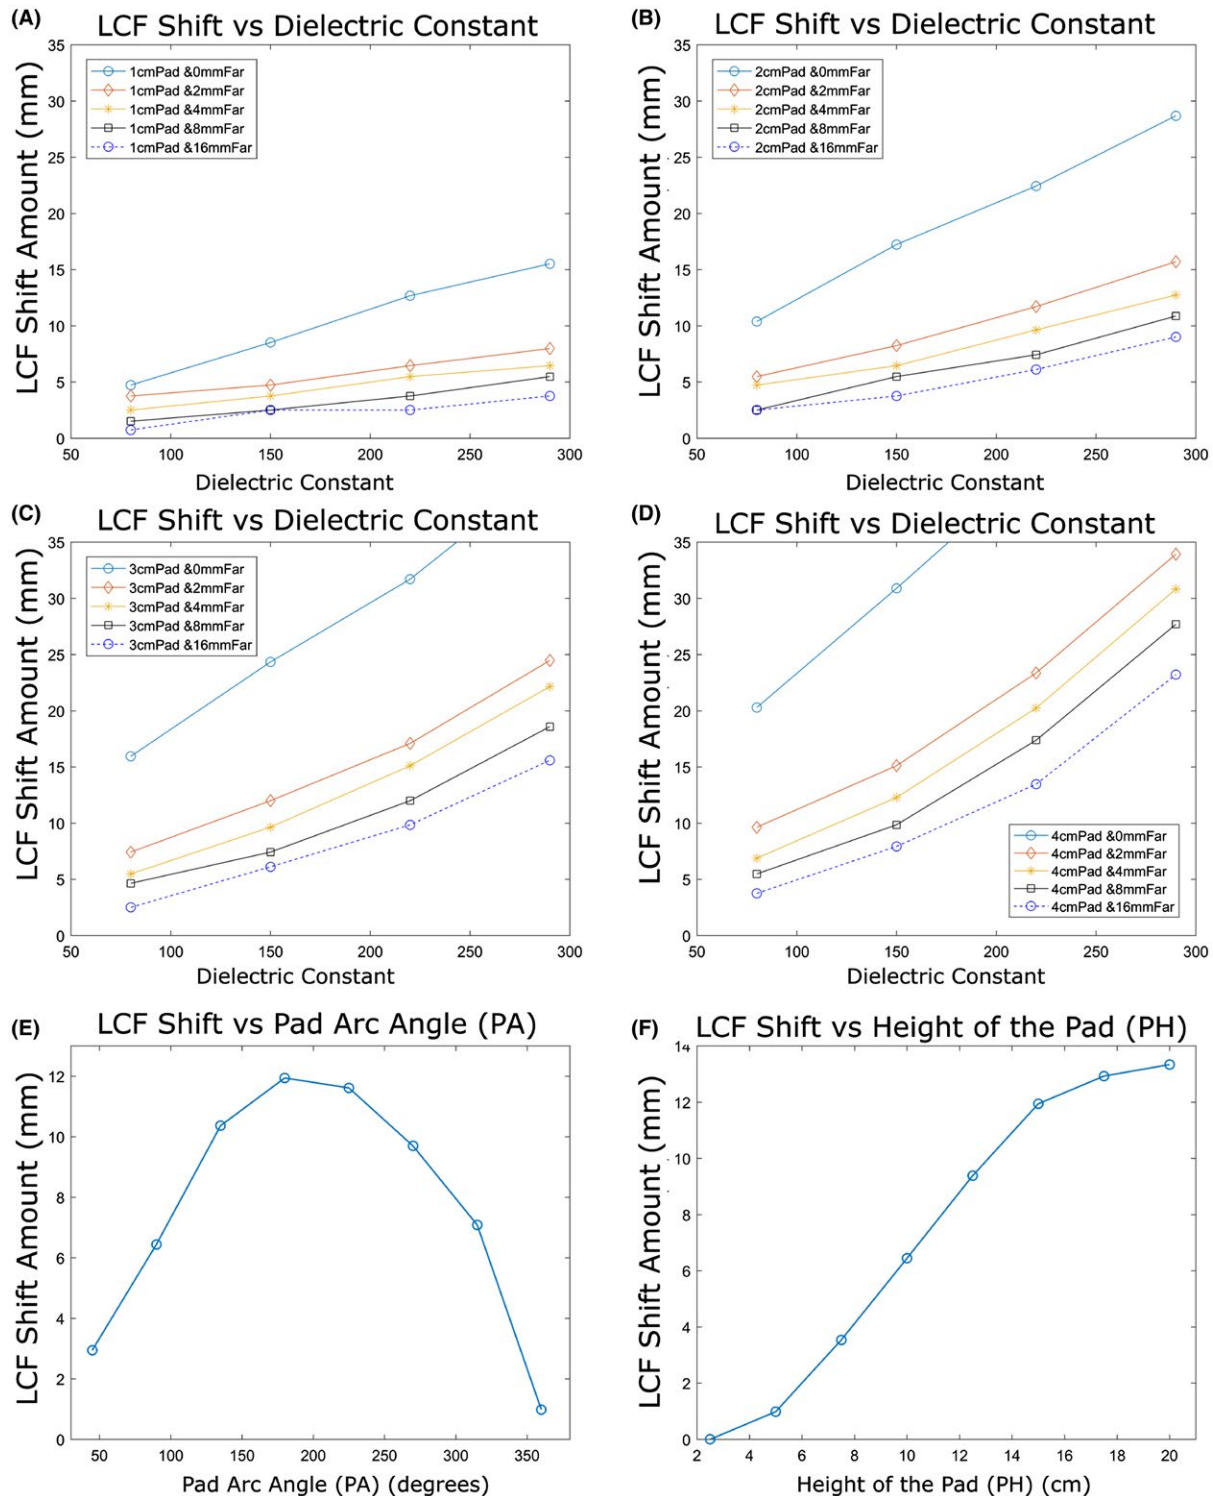 (A)
LCF Shift vs Dielectric Constant
LCF Shift Amount (mm)
35
30
25
20
15
10
5
0
1cmPad &0mmFar
1cmPad &2mmFar
1cmPad &4mmFar
1cmPad &8mmFar
1cmPad &16mmFar
50 100 150 200 250 300
Dielectric Constant
(B)
LCF Shift vs Dielectric Constant
LCF Shift Amount (mm)
35
30
25
20
15
10
5
0
2cmPad &0mmFar
2cmPad &2mmFar
2cmPad &4mmFar
2cmPad &8mmFar
2cmPad &16mmFar
50 100 150 200 250 300
Dielectric Constant
(C)
LCF Shift vs Dielectric Constant
LCF Shift Amount (mm)
35
30
25
20
15
10
5
0
3cmPad &0mmFar
3cmPad &2mmFar
3cmPad &4mmFar
3cmPad &8mmFar
3cmPad &16mmFar
50 100 150 200 250 300
Dielectric Constant
(D)
LCF Shift vs Dielectric Constant
LCF Shift Amount (mm)
35
30
25
20
15
10
5
0
4cmPad &0mmFar
4cmPad &2mmFar
4cmPad &4mmFar
4cmPad &8mmFar
4cmPad &16mmFar
50 100 150 200 250 300
Dielectric Constant
(E)
LCF Shift vs Pad Arc Angle (PA)
LCF Shift Amount (mm)
12
10
8
6
4
2
0
50 100 150 200 250 300 350
Pad Arc Angle (PA) (degrees)
(F)
LCF Shift vs Height of the Pad (PH)
LCF Shift Amount (mm)
14
12
10
8
6
4
2
0
2 4 6 8 10 12 14 16 18 20
Height of the Pad (PH) (cm)